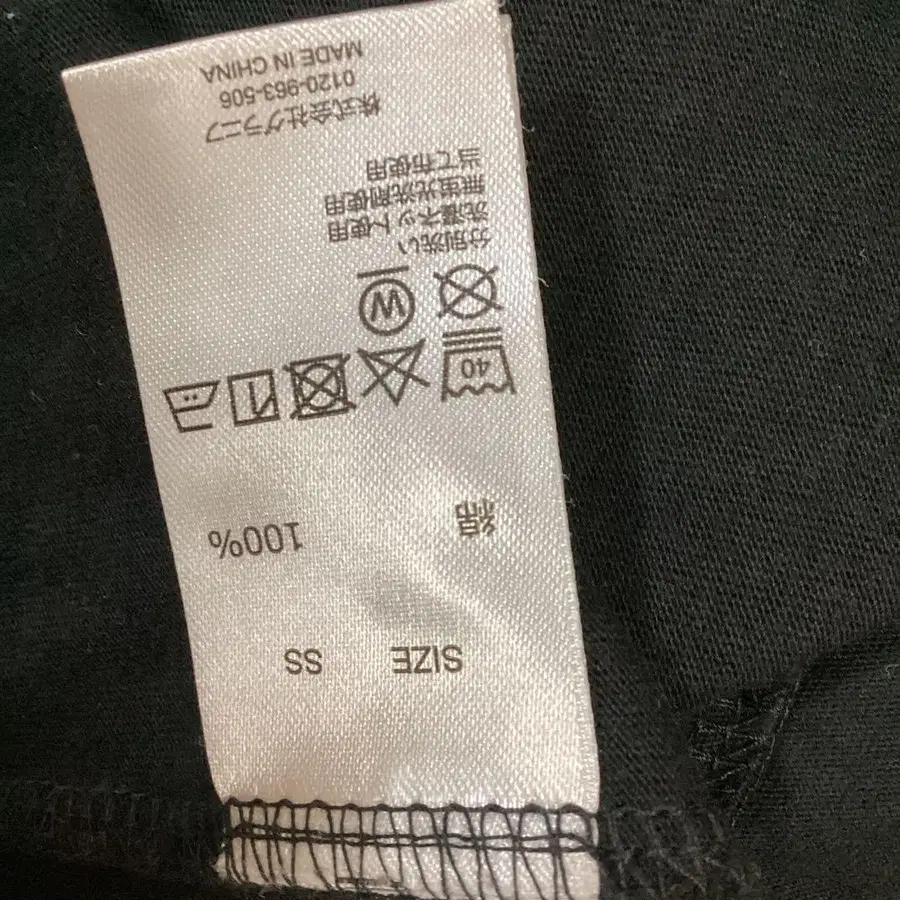 SIZE SS
綿 100%
40
W
分別洗い
洗濯ネット使用
無蛍光洗剤使用
当て布使用
株式会社グラニフ
0120-963-506
MADE IN CHINA